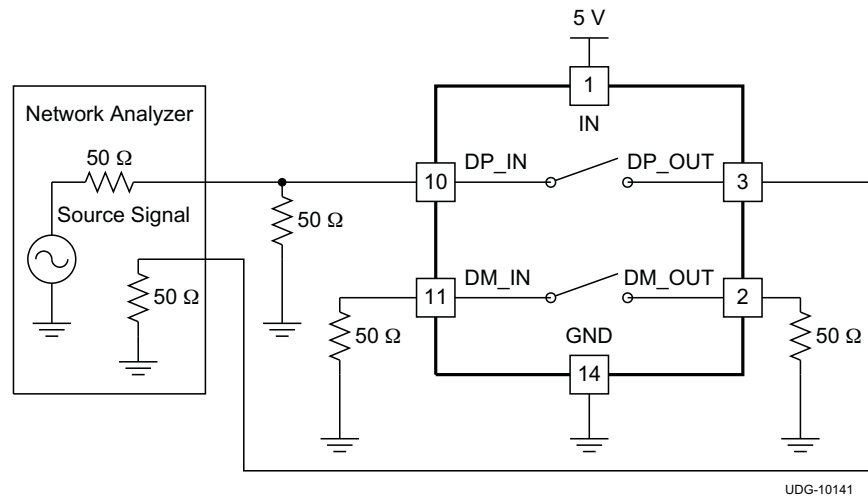 5 V
1
IN
Network Analyzer
50 Ω
Source Signal
50 Ω
50 Ω
10
DP_IN
DP_OUT
3
11
DM_IN
DM_OUT
2
50 Ω
50 Ω
GND
14
UDG-10141